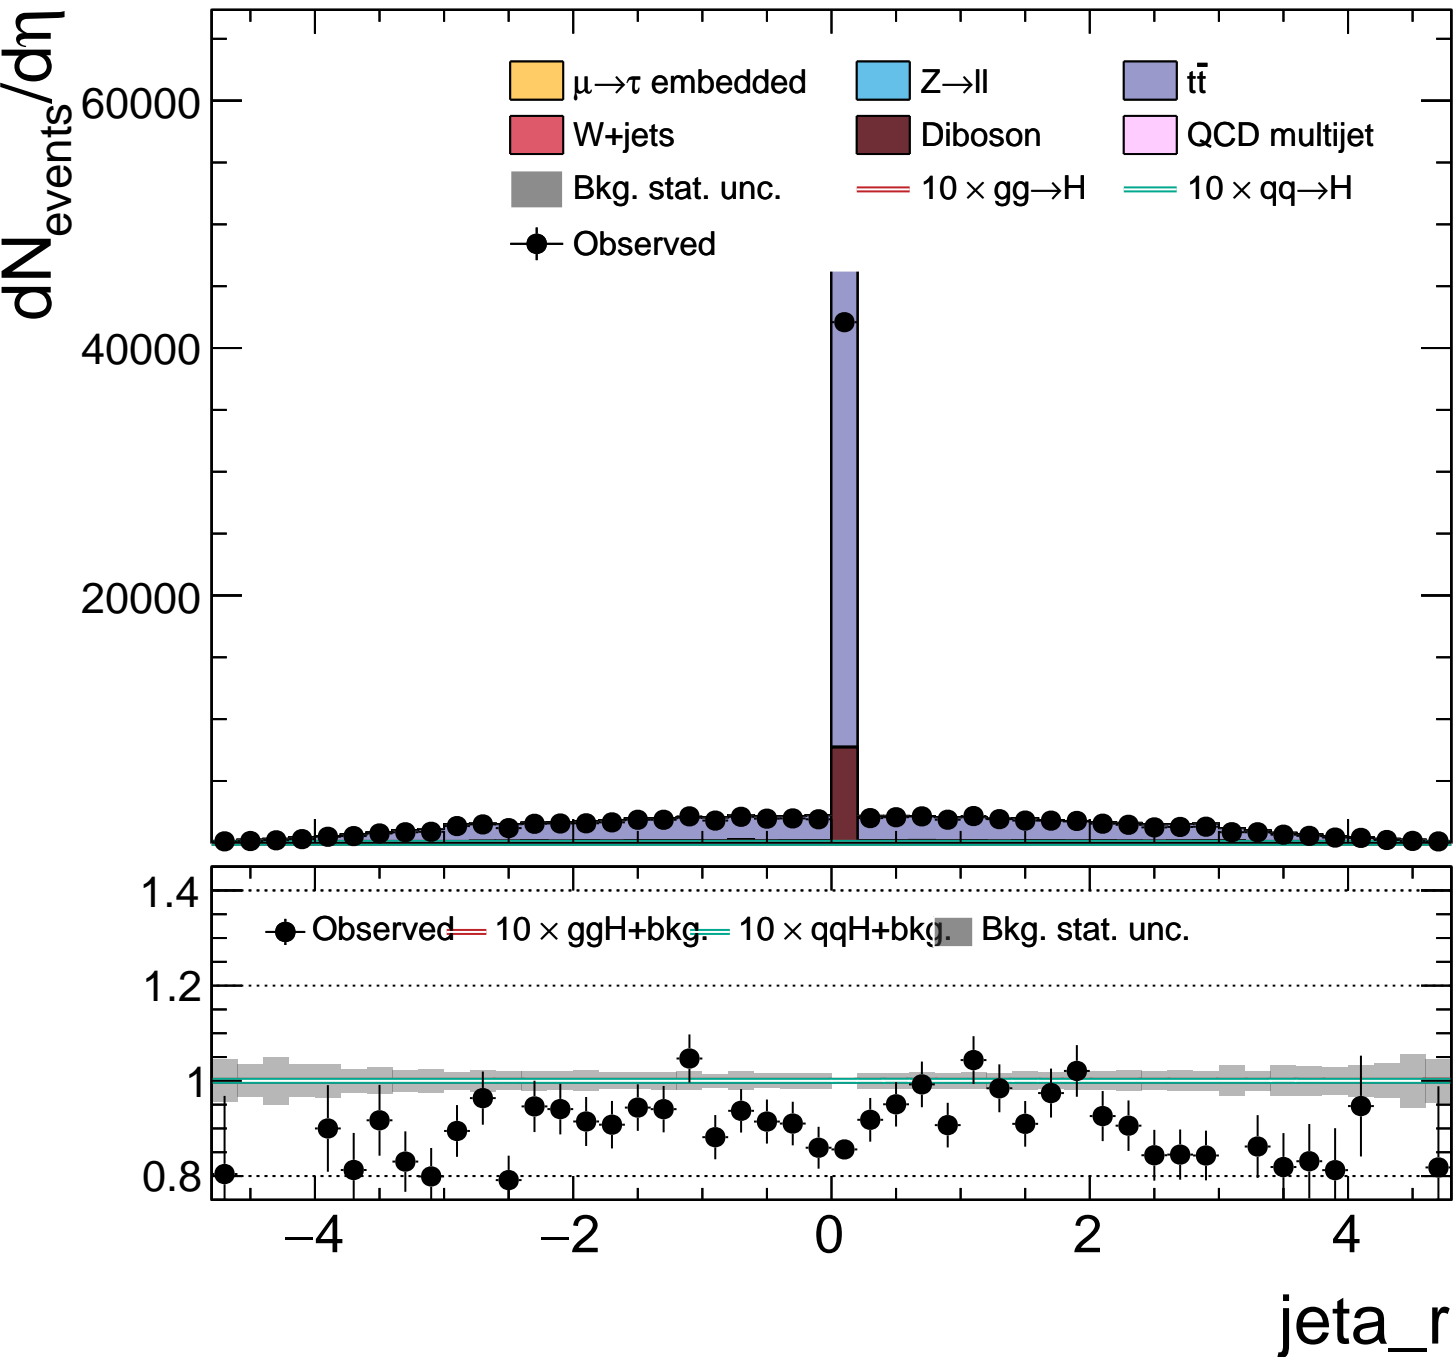 dN_events/dη
60000
40000
20000
μ→τ embedded Z→ll tt̄
W+jets Diboson QCD multijet
Bkg. stat. unc. 10 × gg→H 10 × qq→H
Observed
1.4
1.2
1
0.8
Observed 10 × ggH+bkg. 10 × qqH+bkg. Bkg. stat. unc.
−4 −2 0 2 4
jeta_r